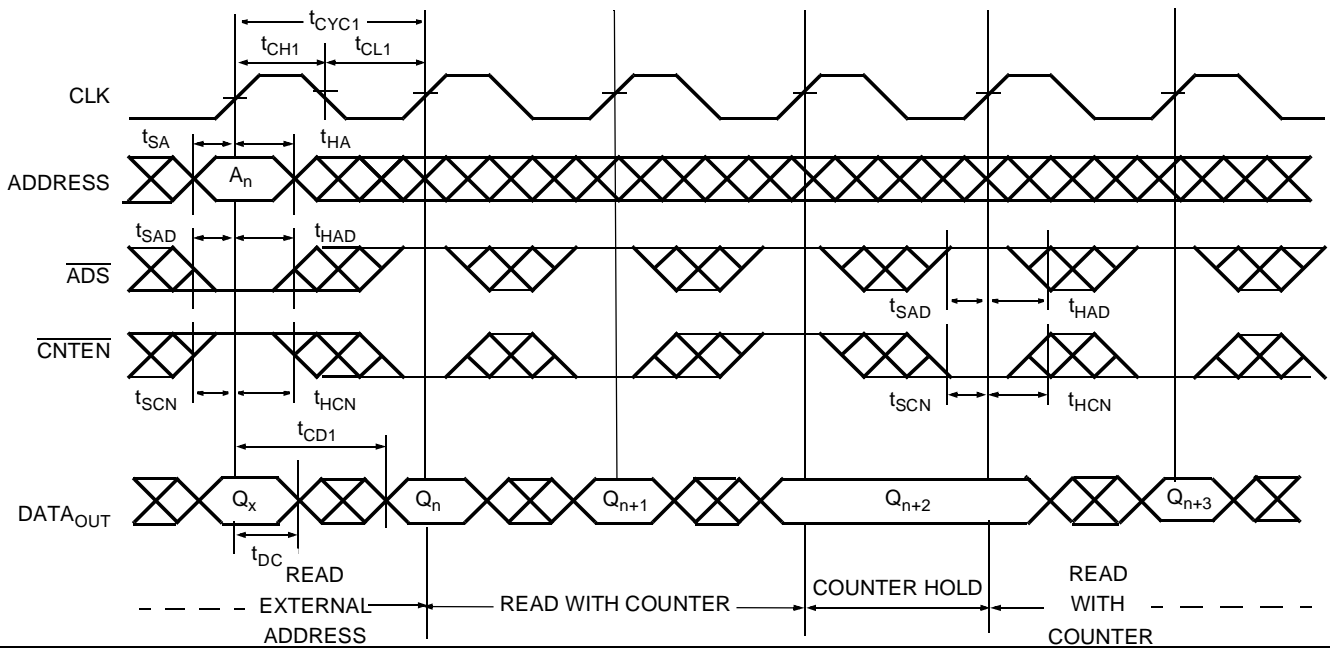 tCYC1
tCH1 tCL1
CLK
tSA tHA
ADDRESS An
tSAD tHAD
ADS
tSAD tHAD
CNTEN
tSCN tHCN tSCN tHCN
tCD1
DATAOUT Qx Qn Qn+1 Qn+2 Qn+3
tDC
READ
EXTERNAL
ADDRESS
READ WITH COUNTER
COUNTER HOLD
READ
WITH
COUNTER